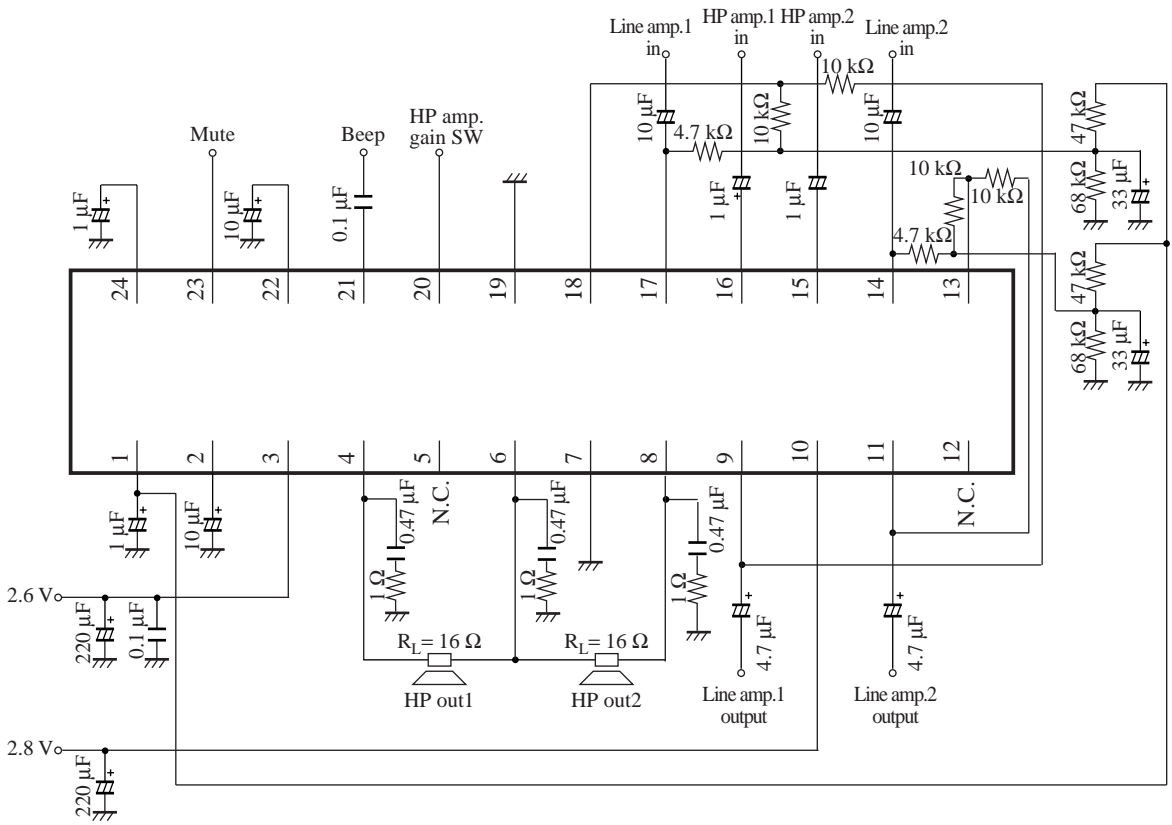 Line amp.1
in
HP amp.1
in
HP amp.2
in
Line amp.2
in
10 kΩ
10 µF
10 kΩ
10 µF
47 kΩ
Mute
Beep
HP amp.
gain SW
4.7 kΩ
1 µF
10 µF
0.1 µF
1 µF
1 µF
10 kΩ
10 kΩ
68 kΩ
33 µF
4.7 kΩ
47 kΩ
68 kΩ
33 µF
24
23
22
21
20
19
18
17
16
15
14
13
1
2
3
4
5
6
7
8
9
10
11
12
N.C.
N.C.
1 µF
10 µF
0.47 µF
1 Ω
0.47 µF
1 Ω
0.47 µF
1 Ω
2.6 V
220 µF
0.1 µF
RL= 16 Ω
HP out1
RL= 16 Ω
HP out2
4.7 µF
4.7 µF
Line amp.1
output
Line amp.2
output
2.8 V
220 µF